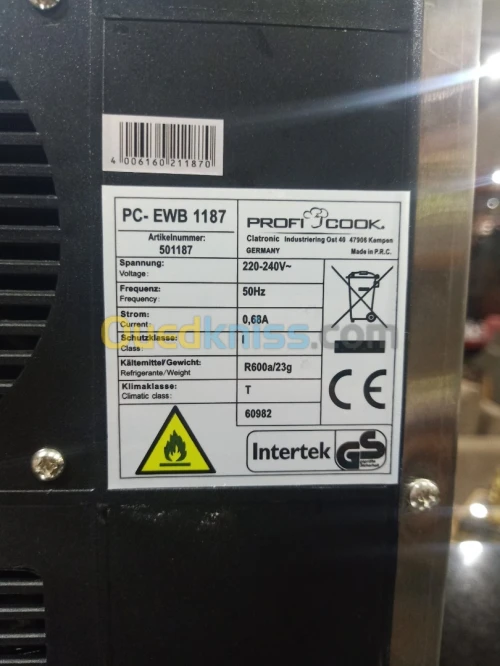 4 006160 211870
PC- EWB 1187
PROFI COOK.
Artikelnummer:
501187
Clatronic Industriering Ost 40 47906 Kempen
GERMANY Made in P.R.C.
Spannung:
Voltage:
220-240V~
Frequenz:
Frequency:
50Hz
Strom:
Current:
0,68A
Ouedkniss.com
Schutzklasse:
Class:
I
Kältemittel/Gewicht:
Refrigerante/Weight
R600a/23g
Klimaklasse:
Climatic class:
T
60982
CE
Intertek
GS
geprüfte
Sicherheit